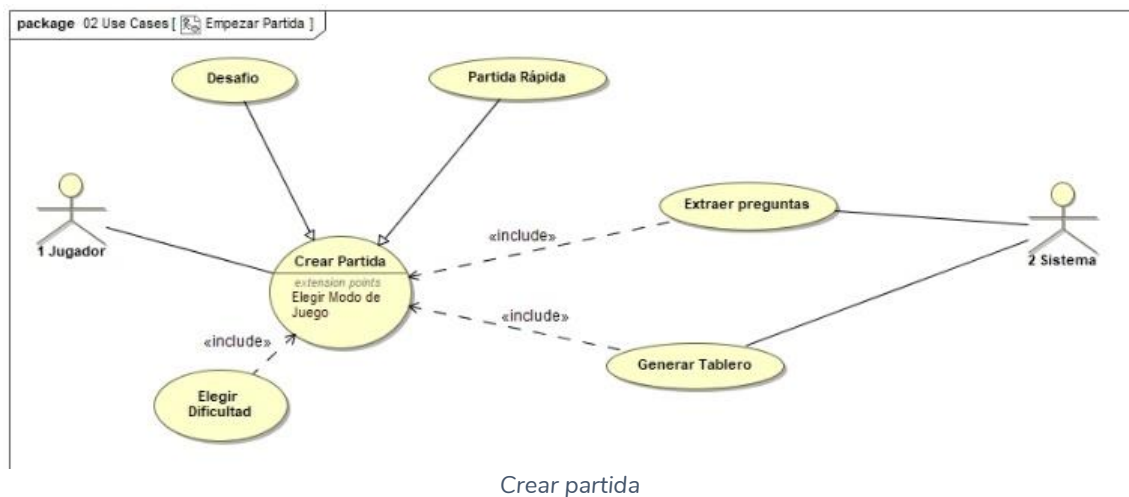 package 02 Use Cases [ Empezar Partida ]
Desafio
Partida Rápida
Extraer preguntas
1 Jugador
2 Sistema
«include»
Crear Partida
extension points
Elegir Modo de
Juego
«include»
«include»
Generar Tablero
Elegir
Dificultad
Crear partida